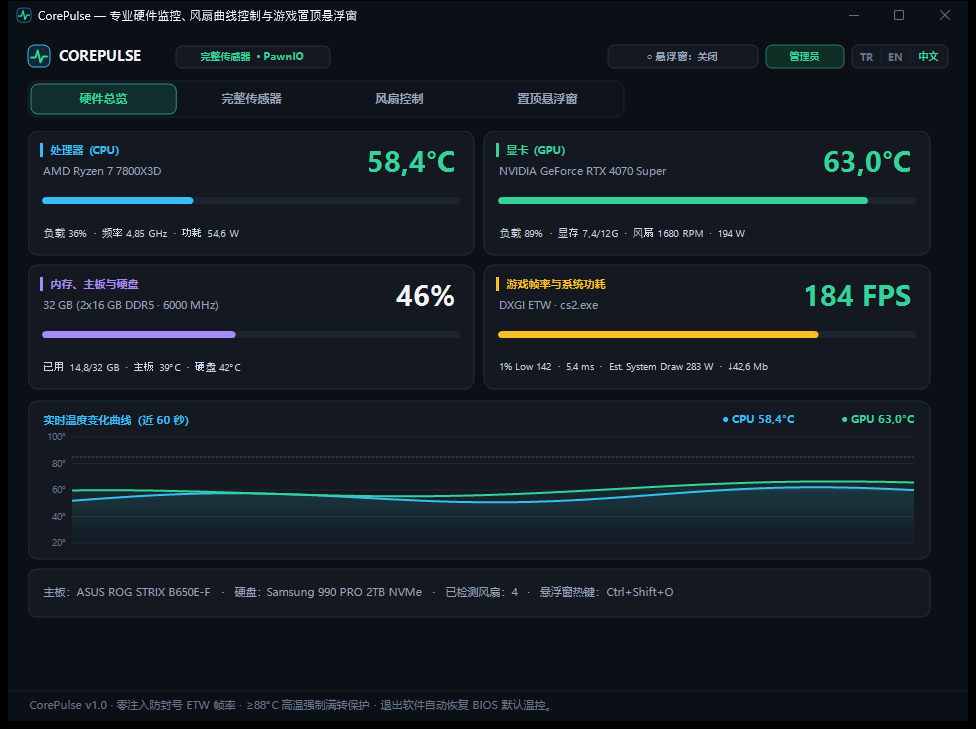 CorePulse — 专业硬件监控、风扇曲线控制与游戏置顶悬浮窗
COREPULSE
完整传感器 • PawnIO
○ 悬浮窗：关闭
管理员
TR
EN
中文
硬件总览
完整传感器
风扇控制
置顶悬浮窗
处理器 (CPU)
58,4°C
AMD Ryzen 7 7800X3D
负载 36% · 频率 4,85 GHz · 功耗 54,6 W
显卡 (GPU)
63,0°C
NVIDIA GeForce RTX 4070 Super
负载 89% · 显存 7,4/12G · 风扇 1680 RPM · 194 W
内存、主板与硬盘
46%
32 GB (2x16 GB DDR5 · 6000 MHz)
已用 14,8/32 GB · 主板 39°C · 硬盘 42°C
游戏帧率与系统功耗
184 FPS
DXGI ETW · cs2.exe
1% Low 142 · 5,4 ms · Est. System Draw 283 W · ↓42,6 Mb
实时温度变化曲线 (近 60 秒)
• CPU 58,4°C
• GPU 63,0°C
100°
80°
60°
40°
20°
主板：ASUS ROG STRIX B650E-F · 硬盘：Samsung 990 PRO 2TB NVMe · 已检测风扇：4 · 悬浮窗热键：Ctrl+Shift+O
CorePulse v1.0 · 零注入防封号 ETW 帧率 · ≥88°C 高温强制满转保护 · 退出软件自动恢复 BIOS 默认温控。